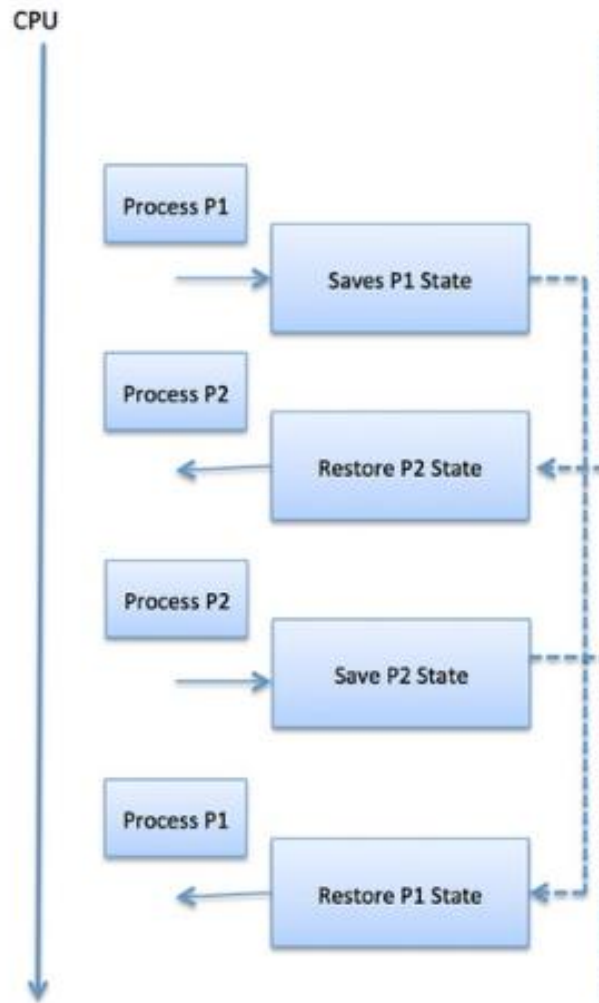 CPU
Process P1
Saves P1 State
Process P2
Restore P2 State
Process P2
Save P2 State
Process P1
Restore P1 State